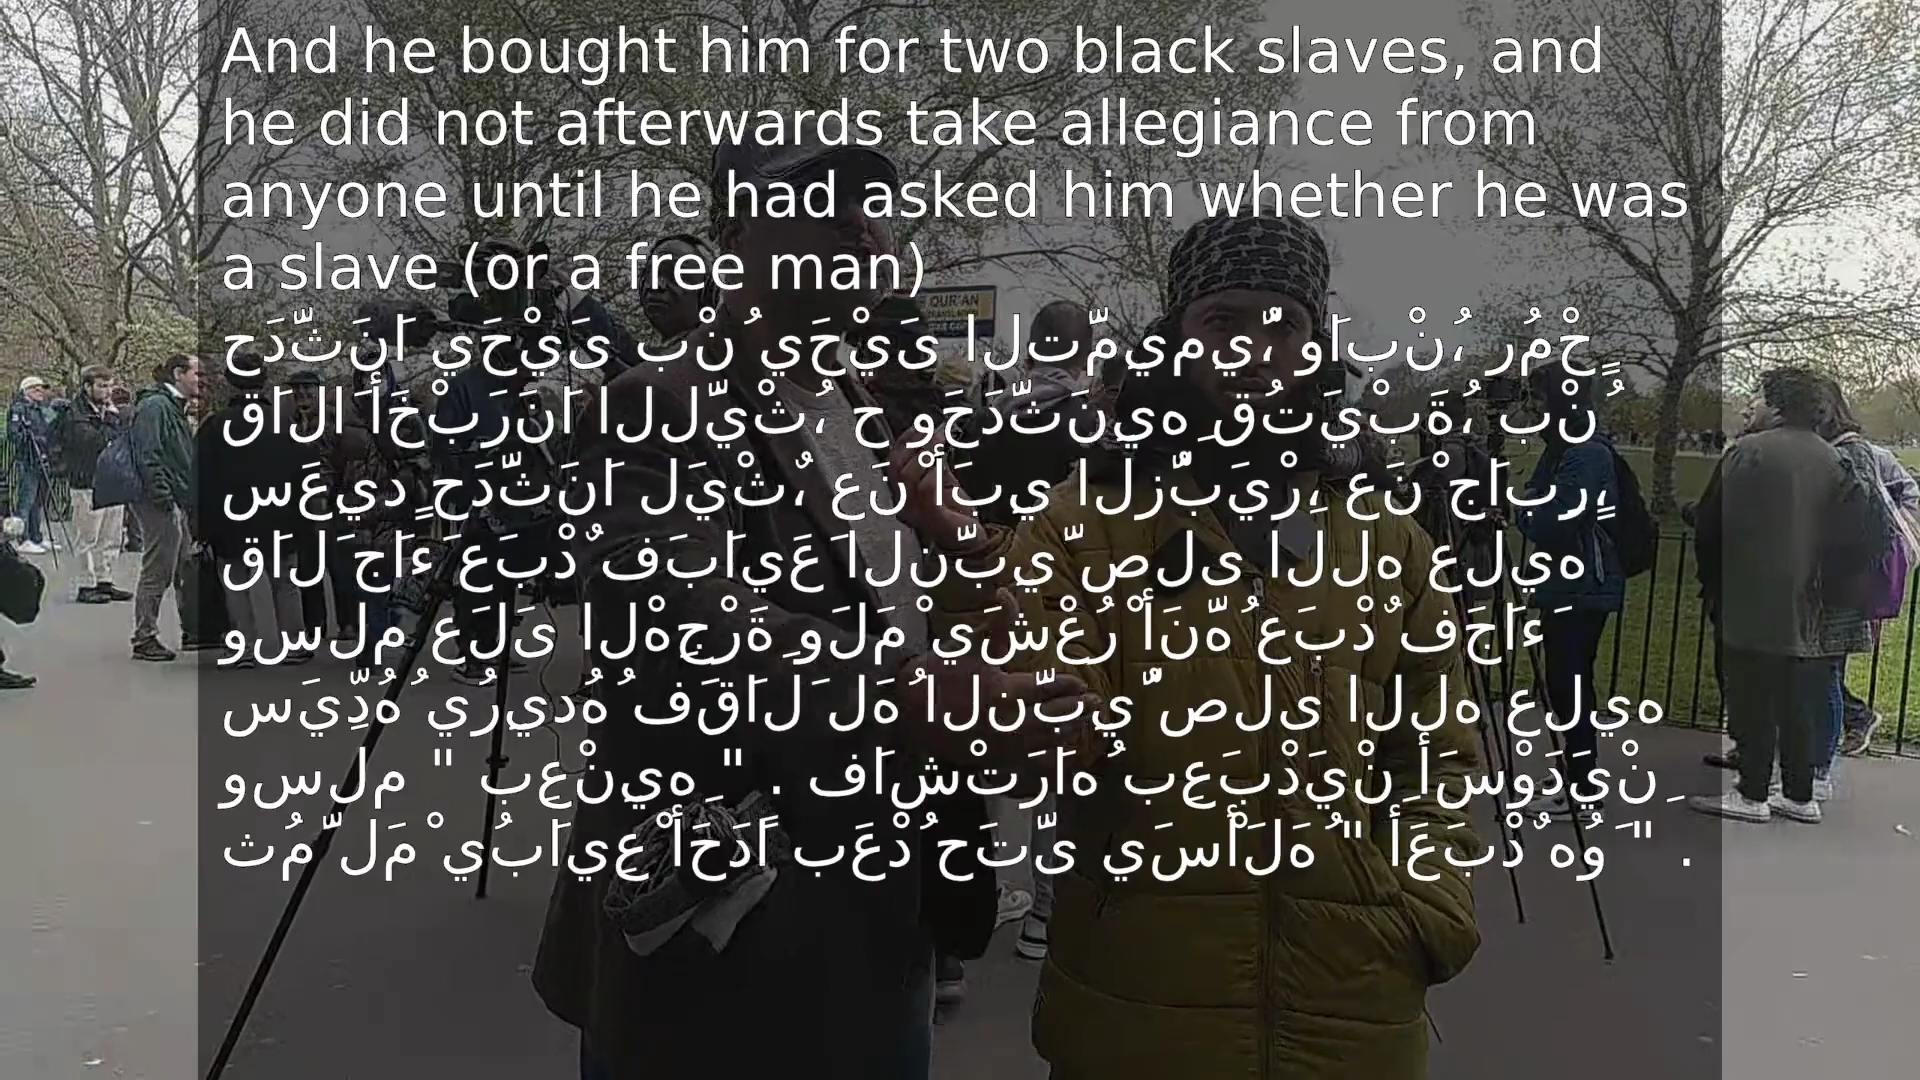 And he bought him for two black slaves, and
he did not afterwards take allegiance from
anyone until he had asked him whether he was
a slave (or a free man)
حَدَّثَنَا يَحْيَى بْنُ يَحْيَى التَّمِيمِيُّ، وَابْنُ، رُمْحٍ
قَالاَ أَخْبَرَنَا اللَّيْثُ، ح وَحَدَّثَنِيهِ قُتَيْبَةُ، بْنُ
سَعِيدٍ حَدَّثَنَا لَيْثٌ، عَنْ أَبِي الزُّبَيْرِ، عَنْ جَابِرٍ،
قَالَ جَاءَ عَبْدٌ فَبَايَعَ النَّبِيَّ صلى الله عليه
وسلم عَلَى الْهِجْرَةِ وَلَمْ يَشْعُرْ أَنَّهُ عَبْدٌ فَجَاءَ
سَيِّدُهُ يُرِيدُهُ فَقَالَ لَهُ النَّبِيُّ صلى الله عليه
وسلم " بِعْنِيهِ " . فَاشْتَرَاهُ بِعَبْدَيْنِ أَسْوَدَيْنِ
ثُمَّ لَمْ يُبَايِعْ أَحَدًا بَعْدُ حَتَّى يَسْأَلَهُ " أَعَبْدٌ هُوَ " .
QUR'AN